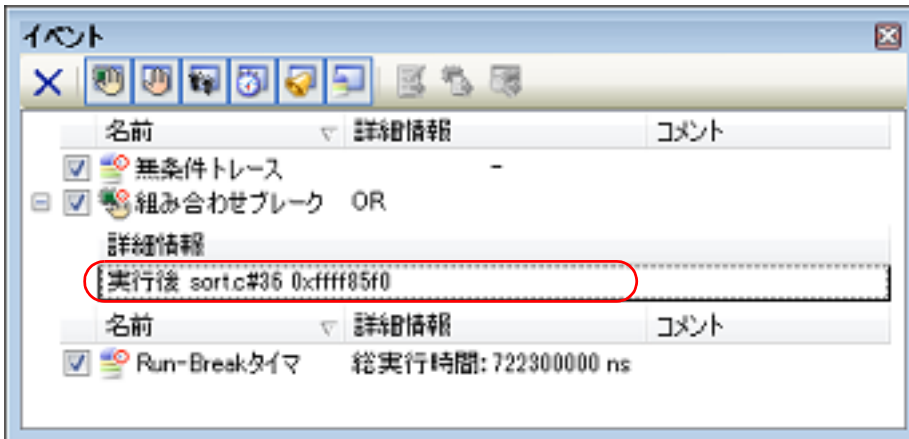 イベント
名前 詳細情報 コメント
無条件トレース -
組み合わせブレーク OR
詳細情報
実行後 sort.c#36 0xffff85f0
名前 詳細情報 コメント
Run-Breakタイマ 総実行時間: 722300000 ns